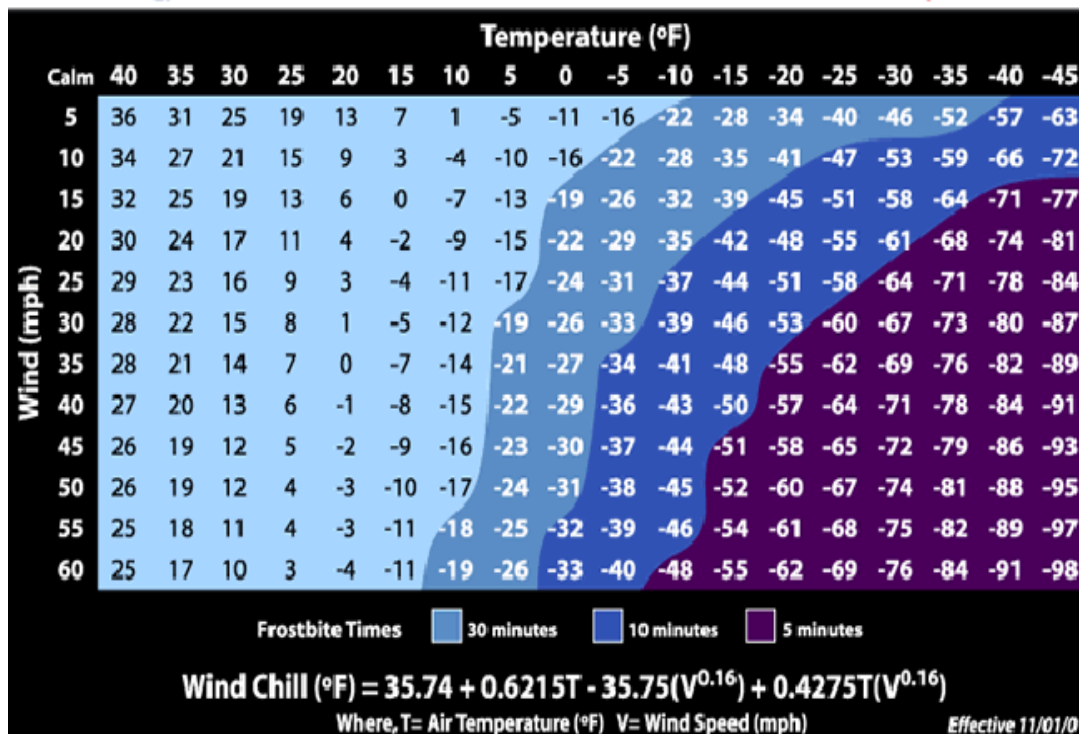 Temperature (ºF)
Calm 40 35 30 25 20 15 10 5 0 -5 -10 -15 -20 -25 -30 -35 -40 -45
5 36 31 25 19 13 7 1 -5 -11 -16 -22 -28 -34 -40 -46 -52 -57 -63
10 34 27 21 15 9 3 -4 -10 -16 -22 -28 -35 -41 -47 -53 -59 -66 -72
15 32 25 19 13 6 0 -7 -13 -19 -26 -32 -39 -45 -51 -58 -64 -71 -77
20 30 24 17 11 4 -2 -9 -15 -22 -29 -35 -42 -48 -55 -61 -68 -74 -81
25 29 23 16 9 3 -4 -11 -17 -24 -31 -37 -44 -51 -58 -64 -71 -78 -84
30 28 22 15 8 1 -5 -12 -19 -26 -33 -39 -46 -53 -60 -67 -73 -80 -87
35 28 21 14 7 0 -7 -14 -21 -27 -34 -41 -48 -55 -62 -69 -76 -82 -89
40 27 20 13 6 -1 -8 -15 -22 -29 -36 -43 -50 -57 -64 -71 -78 -84 -91
45 26 19 12 5 -2 -9 -16 -23 -30 -37 -44 -51 -58 -65 -72 -79 -86 -93
50 26 19 12 4 -3 -10 -17 -24 -31 -38 -45 -52 -60 -67 -74 -81 -88 -95
55 25 18 11 4 -3 -11 -18 -25 -32 -39 -46 -54 -61 -68 -75 -82 -89 -97
60 25 17 10 3 -4 -11 -19 -26 -33 -40 -48 -55 -62 -69 -76 -84 -91 -98
Wind (mph)
Frostbite Times 30 minutes 10 minutes 5 minutes
Wind Chill (ºF) = 35.74 + 0.6215T - 35.75(V^0.16) + 0.4275T(V^0.16)
Where, T= Air Temperature (ºF) V= Wind Speed (mph) Effective 11/01/0